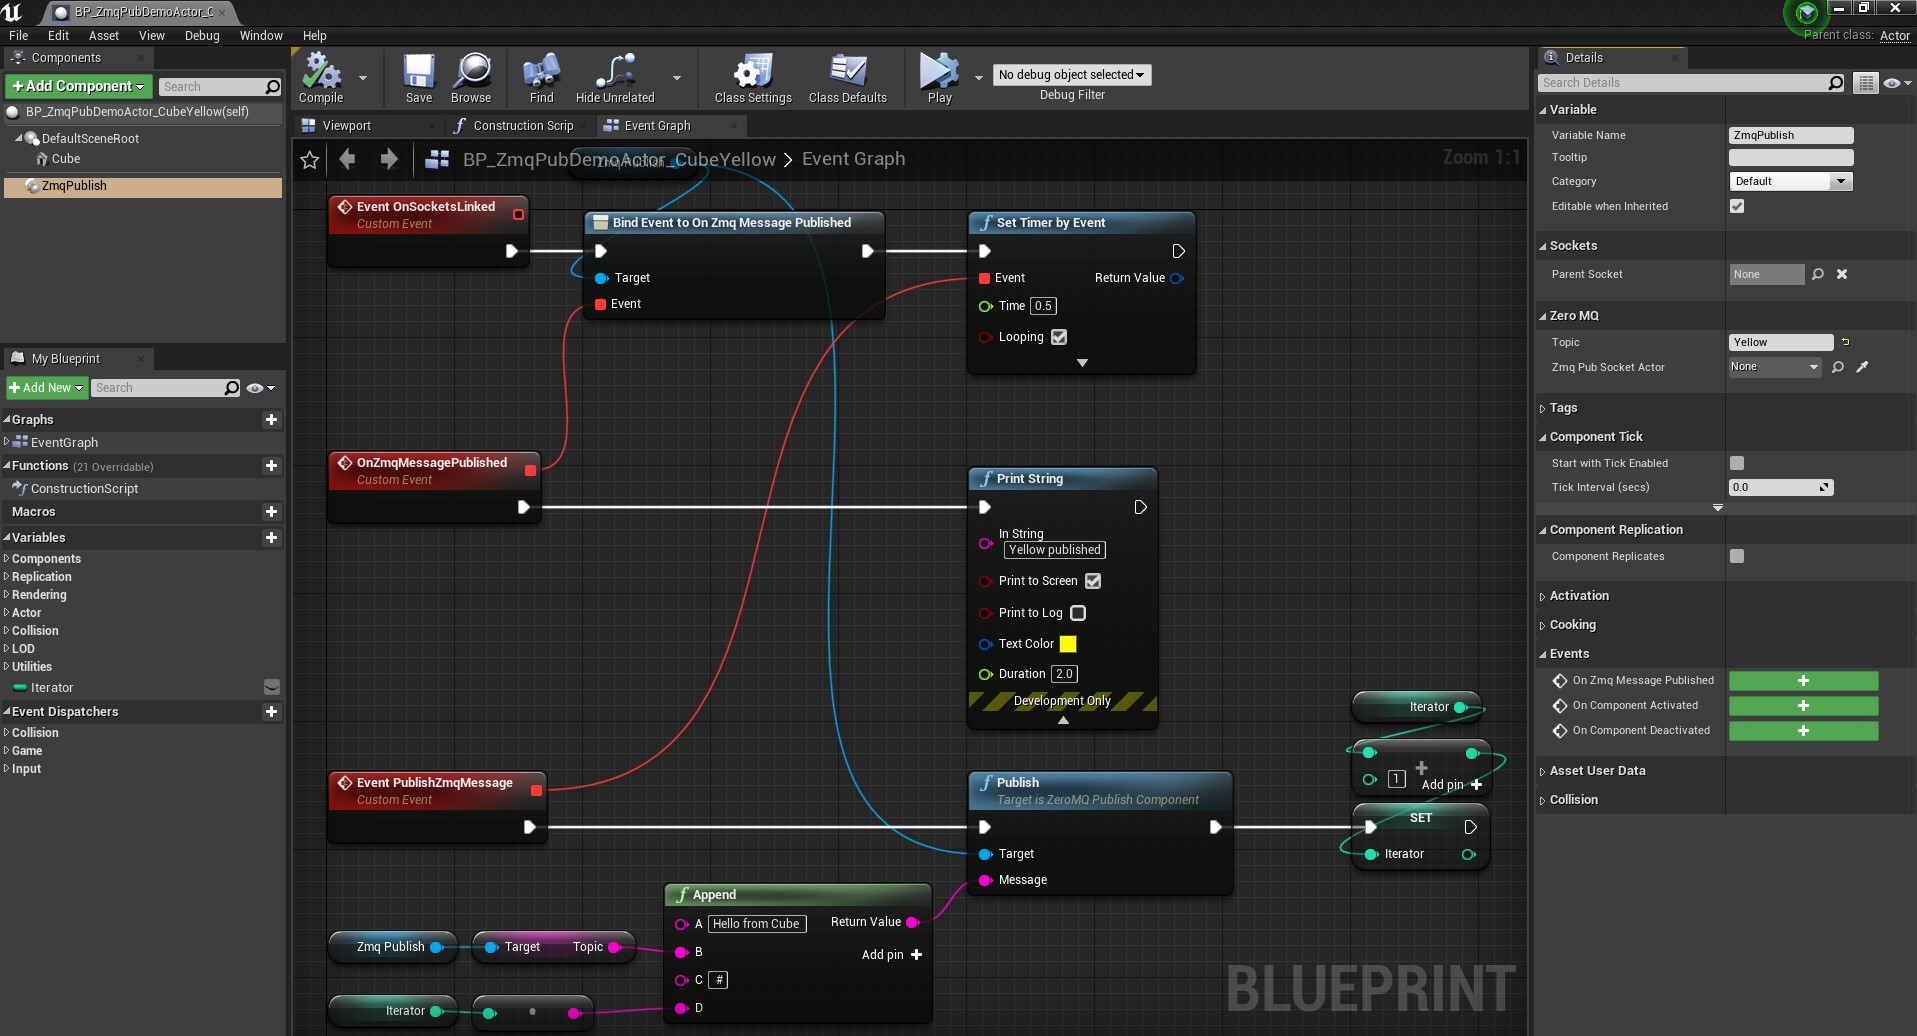 BP_ZmqPubDemoActor_C
File Edit Asset View Debug Window Help
Parent class: Actor
Components
+Add Component
Search
BP_ZmqPubDemoActor_CubeYellow(self)
DefaultSceneRoot
Cube
ZmqPublish
My Blueprint
+Add New
Search
Graphs
EventGraph
Functions (21 Overridable)
ConstructionScript
Macros
Variables
Components
Replication
Rendering
Actor
Collision
LOD
Utilities
Iterator
Event Dispatchers
Collision
Game
Input
Compile
Save
Browse
Find
Hide Unrelated
Class Settings
Class Defaults
Play
No debug object selected
Debug Filter
Viewport
Construction Scrip
Event Graph
BP_ZmqPubDemoActor_CubeYellow > Event Graph
Zoom 1:1
Event OnSocketsLinked
Custom Event
Bind Event to On Zmq Message Published
Target
Event
Set Timer by Event
Event
Return Value
Time 0.5
Looping
OnZmqMessagePublished
Custom Event
Print String
In String
Yellow published
Print to Screen
Print to Log
Text Color
Duration 2.0
Development Only
Event PublishZmqMessage
Custom Event
Publish
Target is ZeroMQ Publish Component
Target
Message
Iterator
1
Add pin +
SET
Iterator
Append
A Hello from Cube
Return Value
B
Add pin +
C #
D
Zmq Publish
Target Topic
Iterator
BLUEPRINT
Details
Search Details
Variable
Variable Name ZmqPublish
Tooltip
Category Default
Editable when Inherited
Sockets
Parent Socket None
Zero MQ
Topic Yellow
Zmq Pub Socket Actor None
Tags
Component Tick
Start with Tick Enabled
Tick Interval (secs) 0.0
Component Replication
Component Replicates
Activation
Cooking
Events
On Zmq Message Published +
On Component Activated +
On Component Deactivated +
Asset User Data
Collision